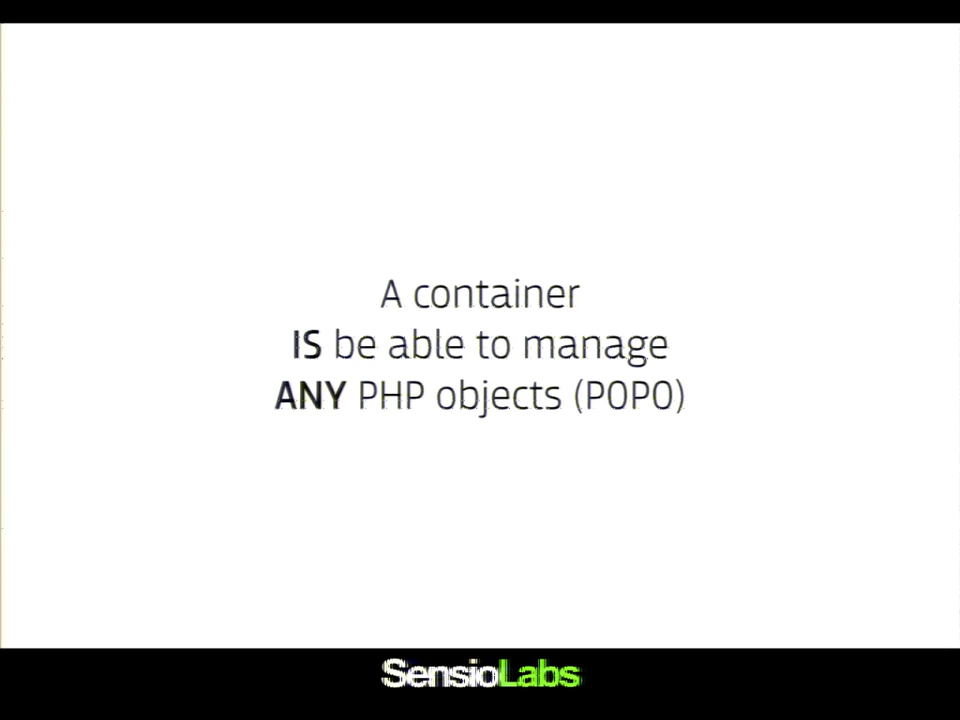 A container
IS be able to manage
ANY PHP objects (POPO)
SensioLabs